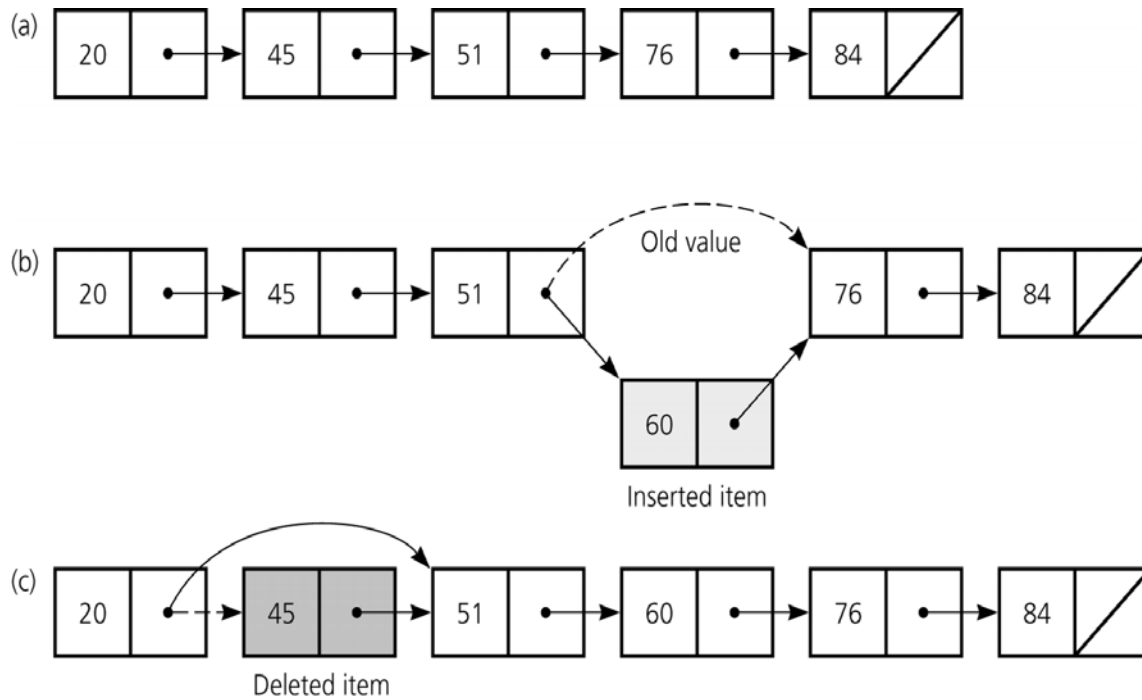 (a) 20 45 51 76 84
Old value
(b) 20 45 51 76 84
60
Inserted item
(c) 20 45 51 60 76 84
Deleted item